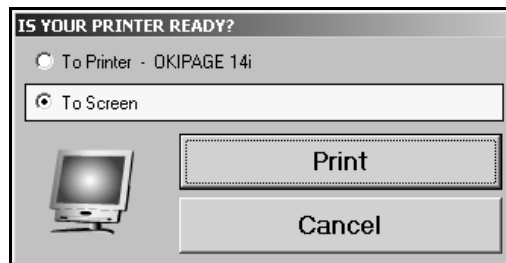 IS YOUR PRINTER READY?
To Printer - OKIPAGE 14i
To Screen
Print
Cancel